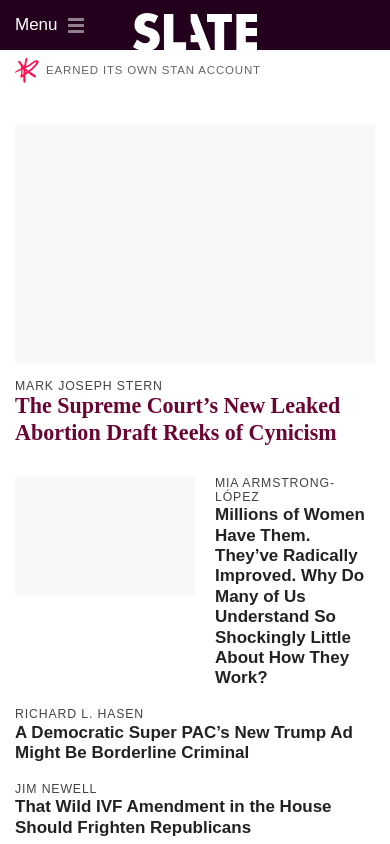 Menu
SLATE
EARNED ITS OWN STAN ACCOUNT
MARK JOSEPH STERN
The Supreme Court’s New Leaked
Abortion Draft Reeks of Cynicism
MIA ARMSTRONG-
LÓPEZ
Millions of Women
Have Them.
They’ve Radically
Improved. Why Do
Many of Us
Understand So
Shockingly Little
About How They
Work?
RICHARD L. HASEN
A Democratic Super PAC’s New Trump Ad
Might Be Borderline Criminal
JIM NEWELL
That Wild IVF Amendment in the House
Should Frighten Republicans